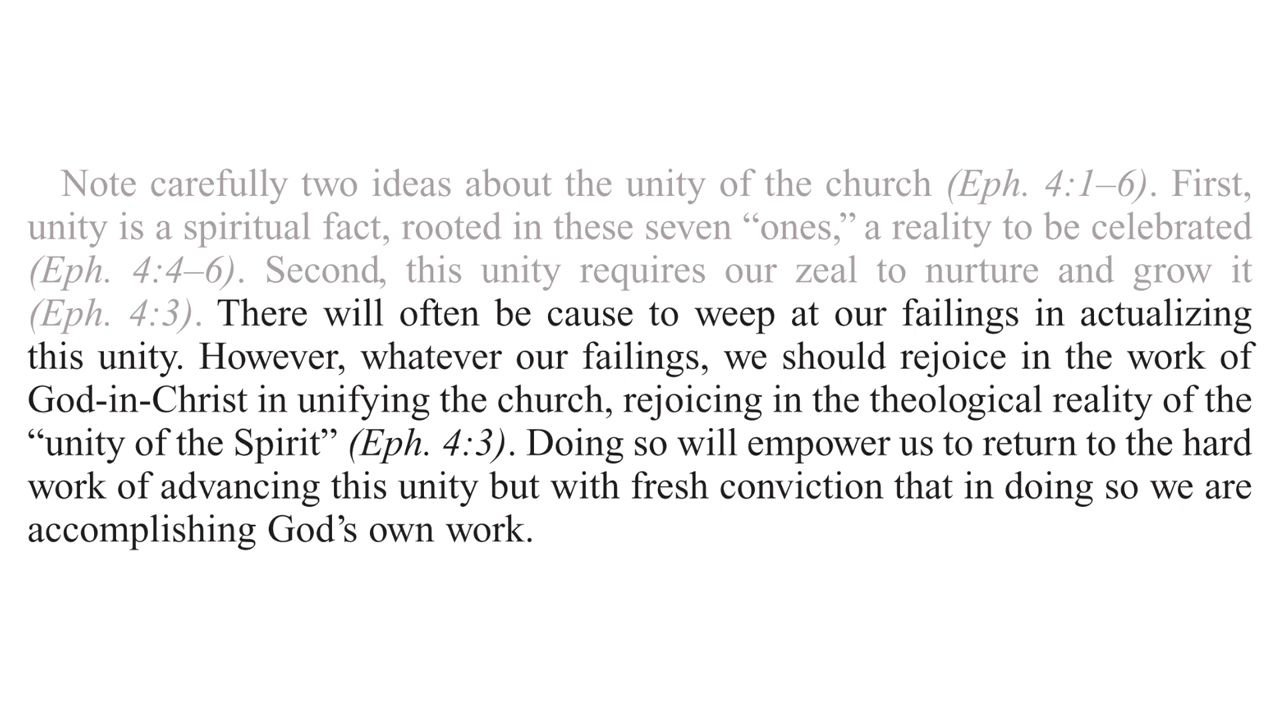 Note carefully two ideas about the unity of the church (Eph. 4:1–6). First,
unity is a spiritual fact, rooted in these seven “ones,” a reality to be celebrated
(Eph. 4:4–6). Second, this unity requires our zeal to nurture and grow it
(Eph. 4:3). There will often be cause to weep at our failings in actualizing
this unity. However, whatever our failings, we should rejoice in the work of
God-in-Christ in unifying the church, rejoicing in the theological reality of the
“unity of the Spirit” (Eph. 4:3). Doing so will empower us to return to the hard
work of advancing this unity but with fresh conviction that in doing so we are
accomplishing God’s own work.